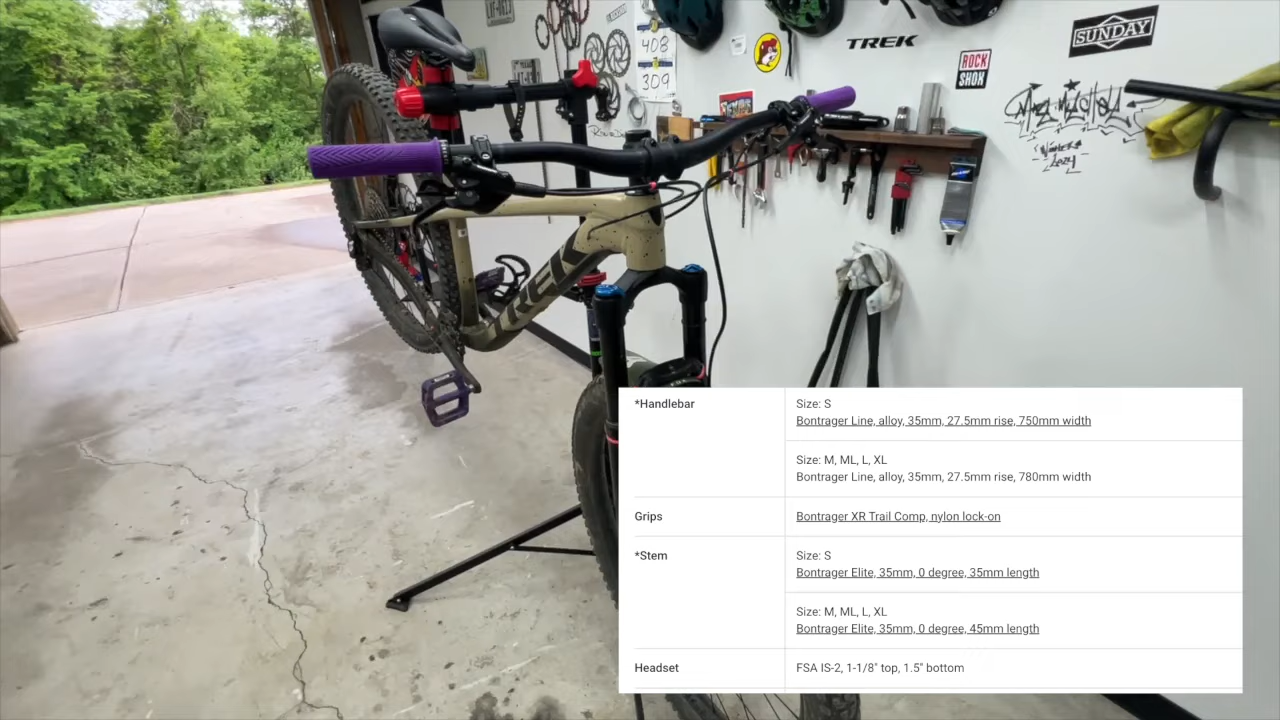 408
309
TREK
ROCK
SHOX
SUNDAY
TREK
*Handlebar
Size: S
Bontrager Line, alloy, 35mm, 27.5mm rise, 750mm width
Size: M, ML, L, XL
Bontrager Line, alloy, 35mm, 27.5mm rise, 780mm width
Grips
Bontrager XR Trail Comp, nylon lock-on
*Stem
Size: S
Bontrager Elite, 35mm, 0 degree, 35mm length
Size: M, ML, L, XL
Bontrager Elite, 35mm, 0 degree, 45mm length
Headset
FSA IS-2, 1-1/8" top, 1.5" bottom